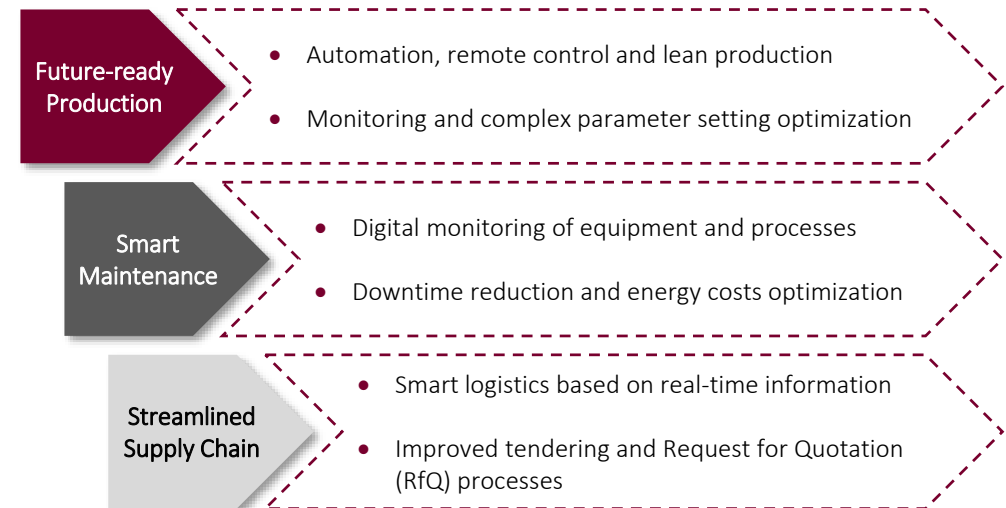 Future-ready
Production
• Automation, remote control and lean production
• Monitoring and complex parameter setting optimization
Smart
Maintenance
• Digital monitoring of equipment and processes
• Downtime reduction and energy costs optimization
Streamlined
Supply Chain
• Smart logistics based on real-time information
• Improved tendering and Request for Quotation
(RfQ) processes